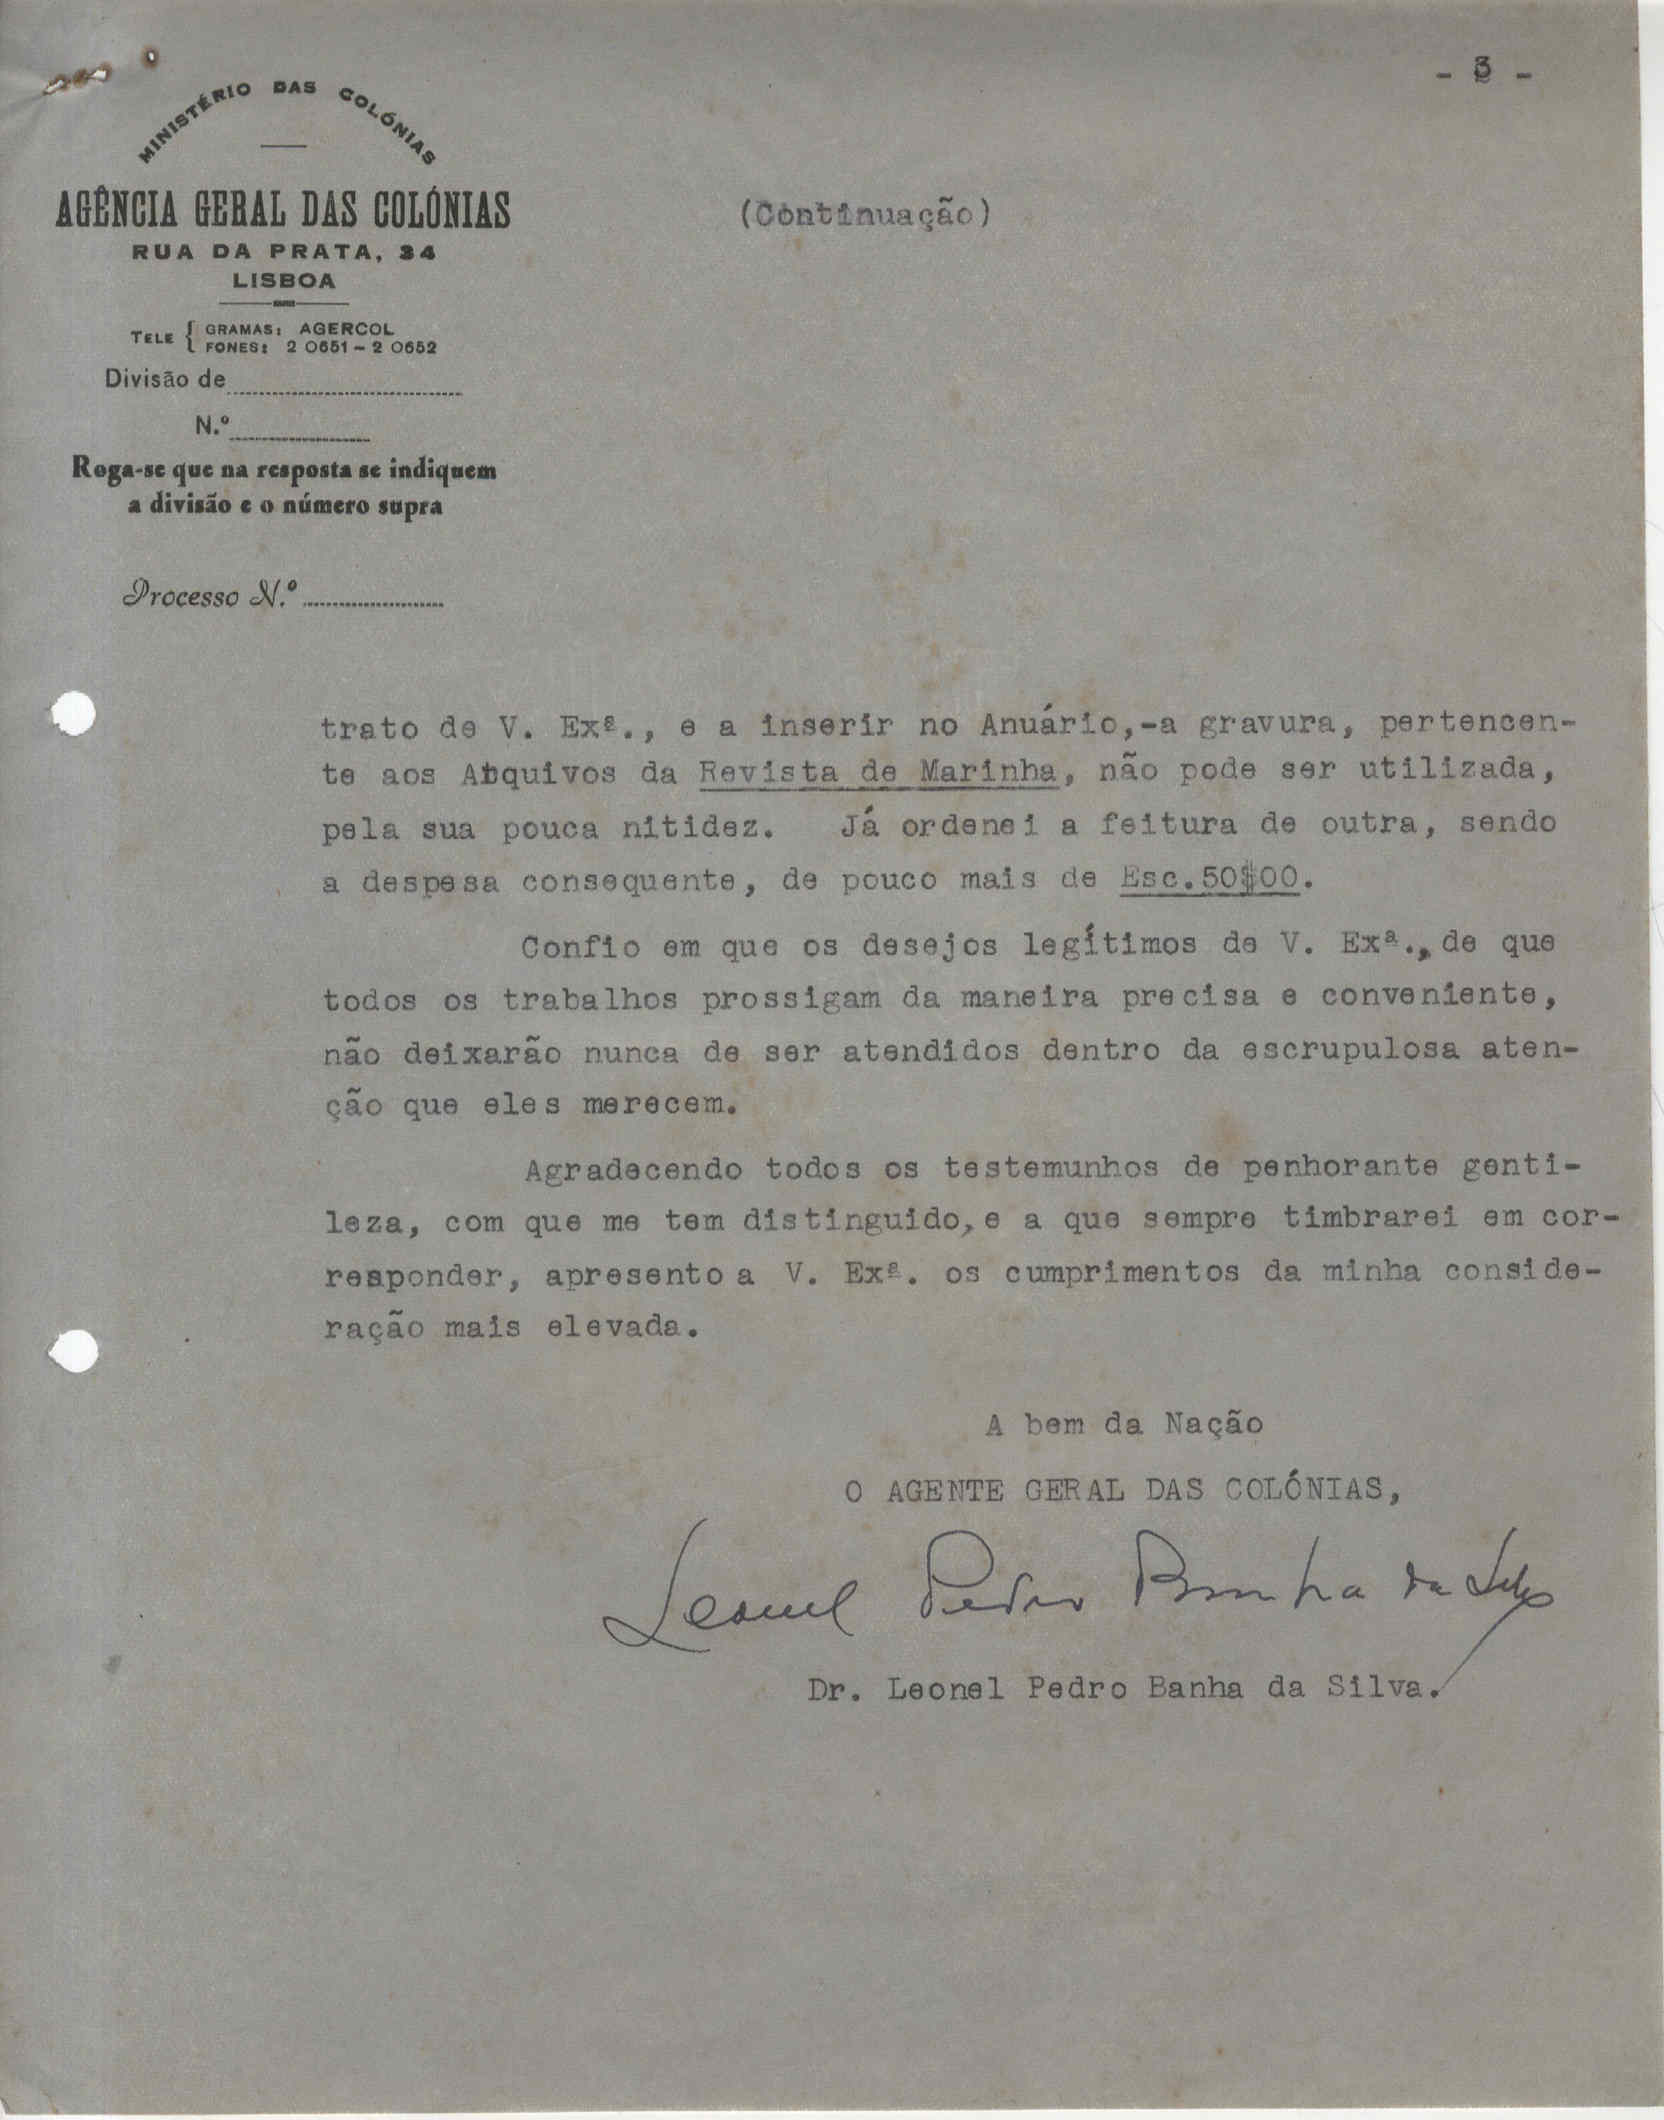 - 3 -
MINISTÉRIO DAS COLÓNIAS
AGÊNCIA GERAL DAS COLÓNIAS
RUA DA PRATA, 34
LISBOA
TELE { GRAMAS: AGERCOL
FONES: 2 0651 - 2 0652
Divisão de
N.º
Roga-se que na resposta se indiquem
a divisão e o número supra
Processo N.º
(Continuação)
trato de V. Exª., e a inserir no Anuário,-a gravura, pertencen-
te aos Arquivos da Revista de Marinha, não pode ser utilizada,
pela sua pouca nitidez. Já ordenei a feitura de outra, sendo
a despesa consequente, de pouco mais de Esc.50$00.
Confio em que os desejos legítimos de V. Exª., de que
todos os trabalhos prossigam da maneira precisa e conveniente,
não deixarão nunca de ser atendidos dentro da escrupulosa aten-
ção que eles merecem.
Agradecendo todos os testemunhos de penhorante genti-
leza, com que me tem distinguido, e a que sempre timbrarei em cor-
responder, apresento a V. Exª. os cumprimentos da minha conside-
ração mais elevada.
A bem da Nação
O AGENTE GERAL DAS COLÓNIAS,
Leonel Pedro Banha da Silva
Dr. Leonel Pedro Banha da Silva.